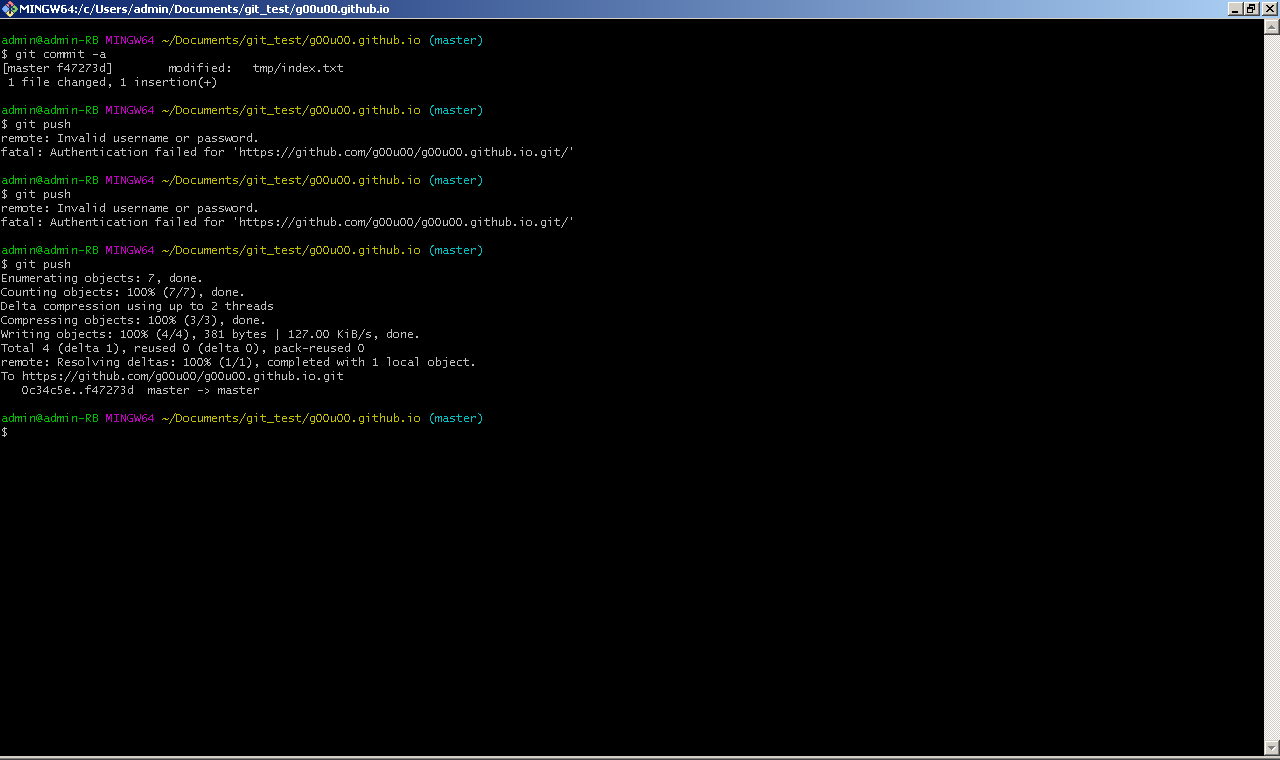 MINGW64:/c/Users/admin/Documents/git_test/g00u00.github.io
admin@admin-RB MINGW64 ~/Documents/git_test/g00u00.github.io (master)
$ git commit -a
[master f47273d]        modified:   tmp/index.txt
 1 file changed, 1 insertion(+)
admin@admin-RB MINGW64 ~/Documents/git_test/g00u00.github.io (master)
$ git push
remote: Invalid username or password.
fatal: Authentication failed for 'https://github.com/g00u00/g00u00.github.io.git/'
admin@admin-RB MINGW64 ~/Documents/git_test/g00u00.github.io (master)
$ git push
remote: Invalid username or password.
fatal: Authentication failed for 'https://github.com/g00u00/g00u00.github.io.git/'
admin@admin-RB MINGW64 ~/Documents/git_test/g00u00.github.io (master)
$ git push
Enumerating objects: 7, done.
Counting objects: 100% (7/7), done.
Delta compression using up to 2 threads
Compressing objects: 100% (3/3), done.
Writing objects: 100% (4/4), 381 bytes | 127.00 KiB/s, done.
Total 4 (delta 1), reused 0 (delta 0), pack-reused 0
remote: Resolving deltas: 100% (1/1), completed with 1 local object.
To https://github.com/g00u00/g00u00.github.io.git
   0c34c5e..f47273d  master -> master
admin@admin-RB MINGW64 ~/Documents/git_test/g00u00.github.io (master)
$